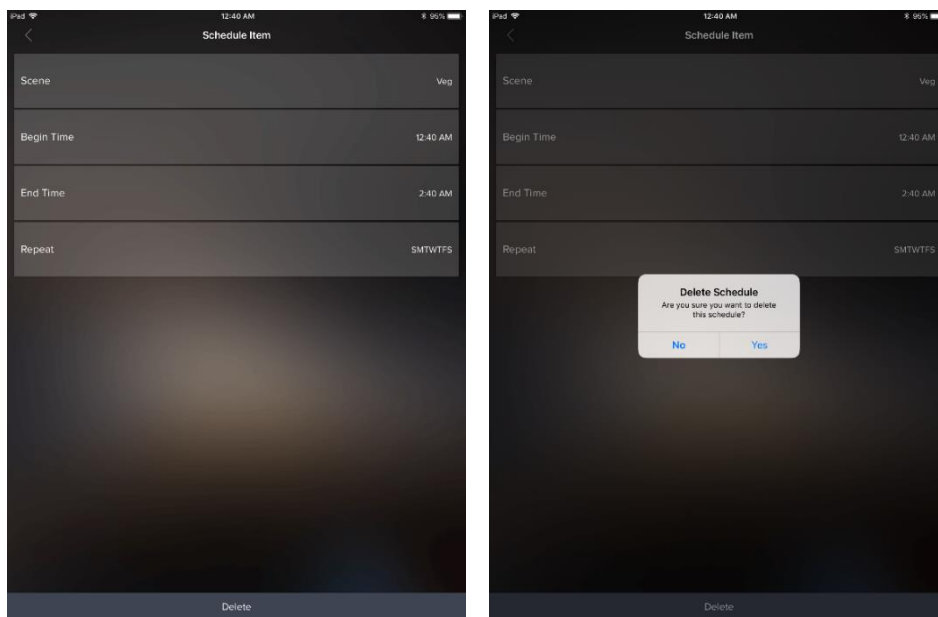 iPad 12:40 AM 95%
Schedule Item
Scene Veg
Begin Time 12:40 AM
End Time 2:40 AM
Repeat SMTWTFS
Delete
iPad 12:40 AM 95%
Schedule Item
Scene Veg
Begin Time 12:40 AM
End Time 2:40 AM
Repeat SMTWTFS
Delete Schedule
Are you sure you want to delete
this schedule?
No Yes
Delete